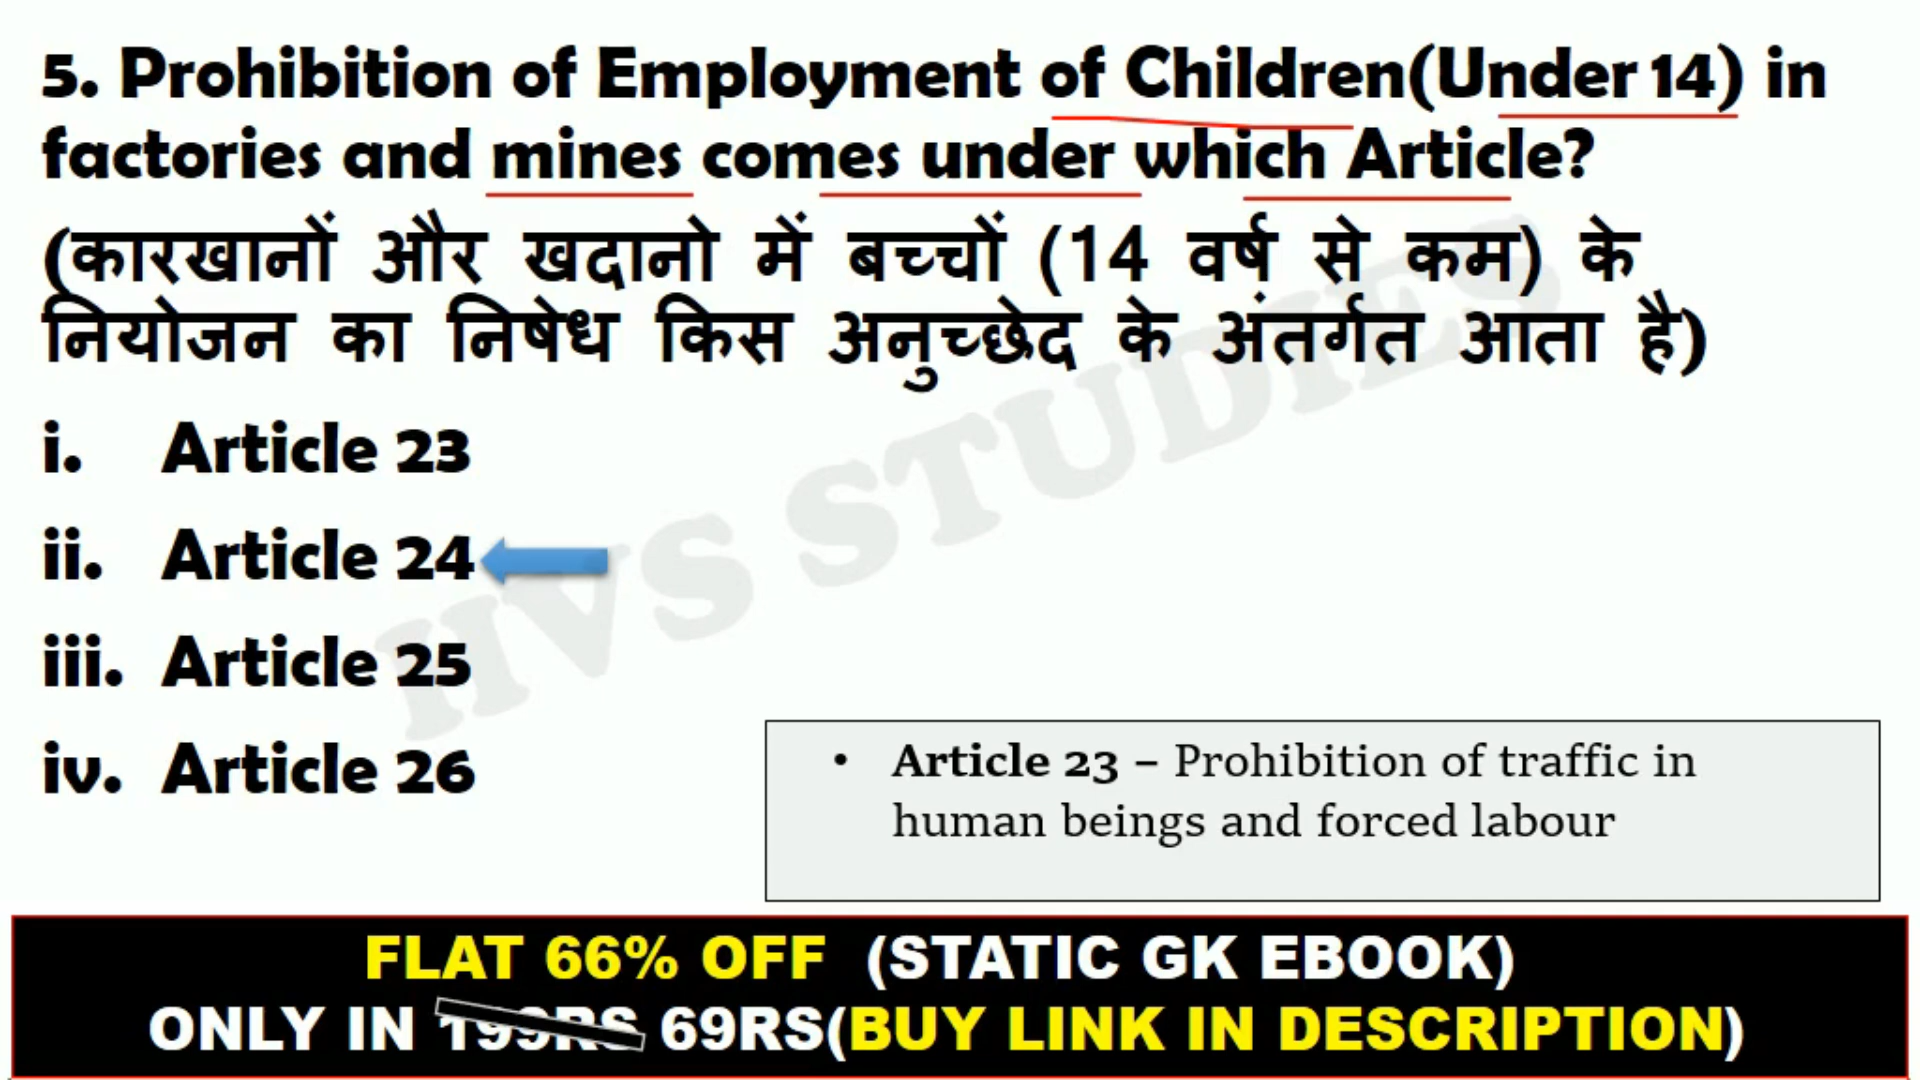 5. Prohibition of Employment of Children(Under 14) in
factories and mines comes under which Article?
(कारखानों और खदानो में बच्चों (14 वर्ष से कम) के
नियोजन का निषेध किस अनुच्छेद के अंतर्गत आता है)
i. Article 23
ii. Article 24
iii. Article 25
iv. Article 26
• Article 23 – Prohibition of traffic in
human beings and forced labour
IIVS STUDIES
FLAT 66% OFF (STATIC GK EBOOK)
ONLY IN 199RS 69RS(BUY LINK IN DESCRIPTION)